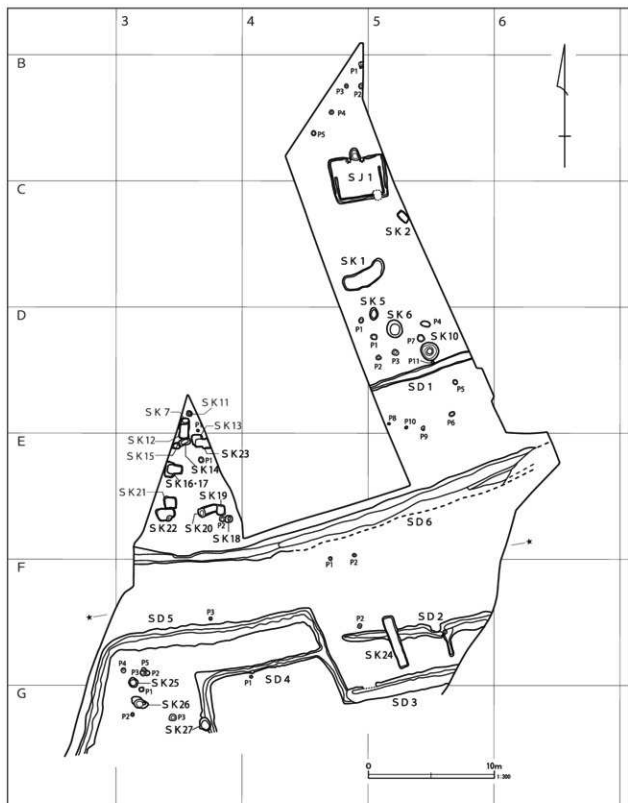 3 4 5 6
B
P1
P3 P2
P4
P5
SJ1
C
SK2
SK1
D
SK5
SK6
P1 P4
P1 P7 SK10
P2 P3
P11
SD1
P5
SK11
SK7 P1 SK13
P8 P10 P6
P9
E
SK12
SK15 SK23
SK14
P1
SK16・17
SK21 SK19
SK20 P2
SK22 SK18
SD6
F
P1 P2
SD5 P3 P2 SD2
SK24
P4 P5
P3 P2
SK25 SD4 P1
G
P1 SD3
SK26
P2 P3
SK27
0 10m
1:300